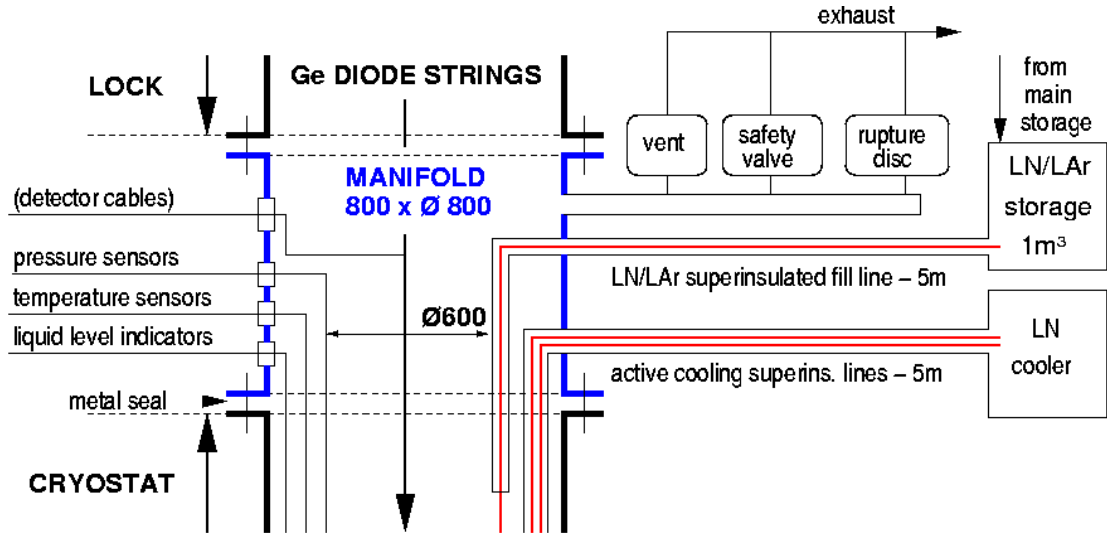 exhaust
LOCK
Ge DIODE STRINGS
from
main
storage
vent
safety
valve
rupture
disc
MANIFOLD
800 x Ø 800
LN/LAr
storage
1m³
(detector cables)
pressure sensors
LN/LAr superinsulated fill line – 5m
temperature sensors
Ø600
liquid level indicators
LN
cooler
active cooling superins. lines – 5m
metal seal
CRYOSTAT